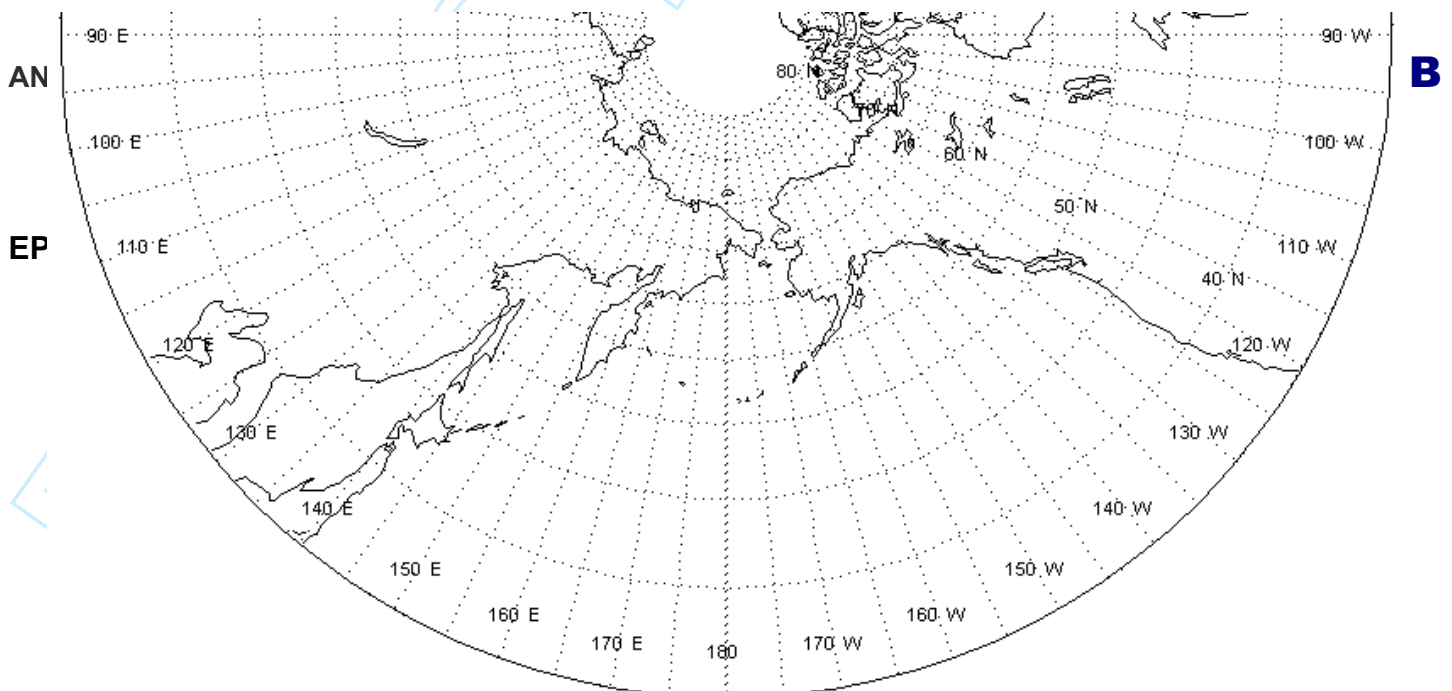 90 E 90 W
AN 80 N B
70 N
100 E 60 N 100 W
50 N
EP 110 E 110 W
40 N
120 E 120 W
130 E 130 W
140 E 140 W
150 E 150 W
160 E 160 W
170 E 180 170 W